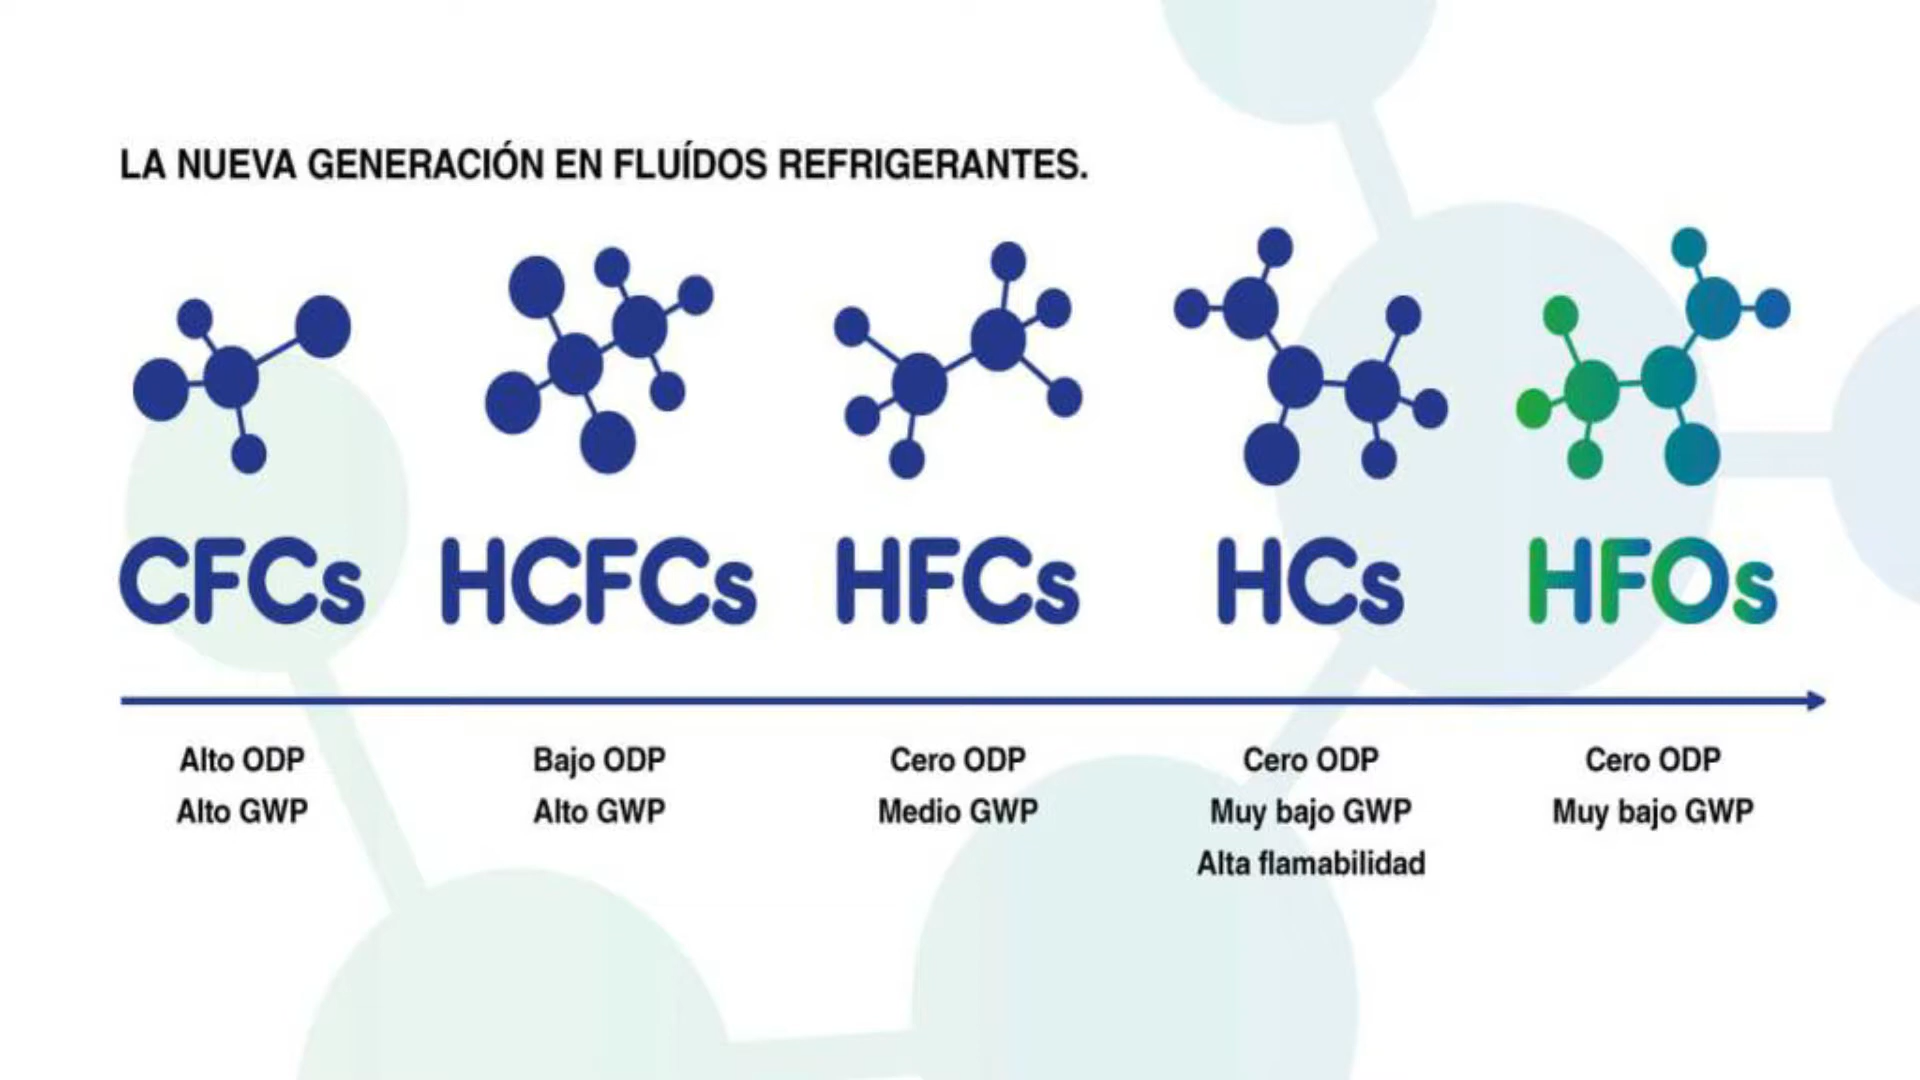 LA NUEVA GENERACIÓN EN FLUÍDOS REFRIGERANTES.
CFCs HCFCs HFCs HCs HFOs
Alto ODP Bajo ODP Cero ODP Cero ODP Cero ODP
Alto GWP Alto GWP Medio GWP Muy bajo GWP Muy bajo GWP
Alta flamabilidad